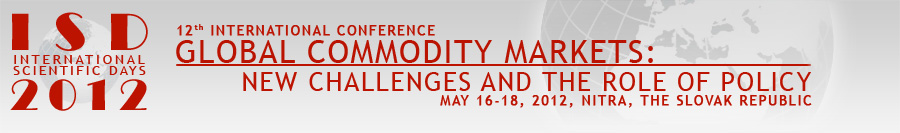 ISD
INTERNATIONAL
SCIENTIFIC DAYS
2012
12th INTERNATIONAL CONFERENCE
GLOBAL COMMODITY MARKETS:
NEW CHALLENGES AND THE ROLE OF POLICY
MAY 16-18, 2012, NITRA, THE SLOVAK REPUBLIC